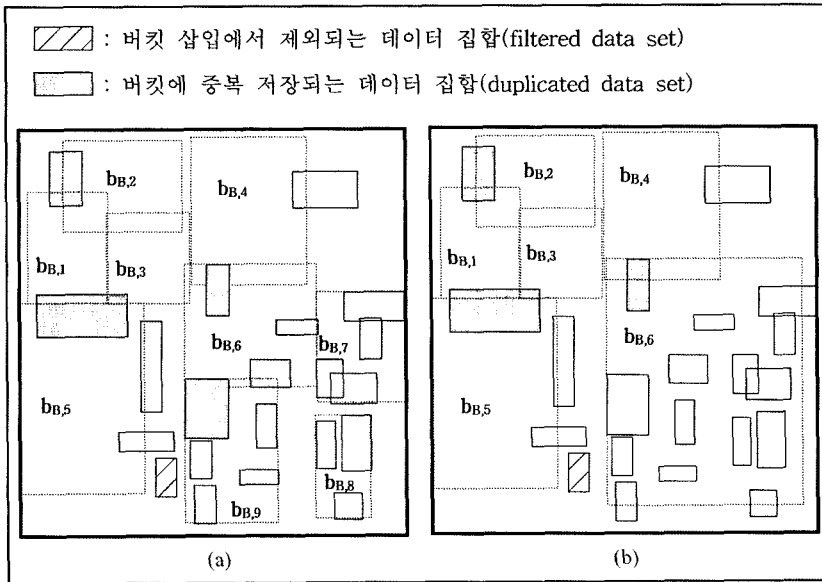 : 버킷 삽입에서 제외되는 데이터 집합(filtered data set)
: 버킷에 중복 저장되는 데이터 집합(duplicated data set)
bB,2
bB,4
bB,1
bB,3
bB,6
bB,7
bB,5
bB,8
bB,9
(a)
bB,2
bB,4
bB,1
bB,3
bB,6
bB,5
(b)